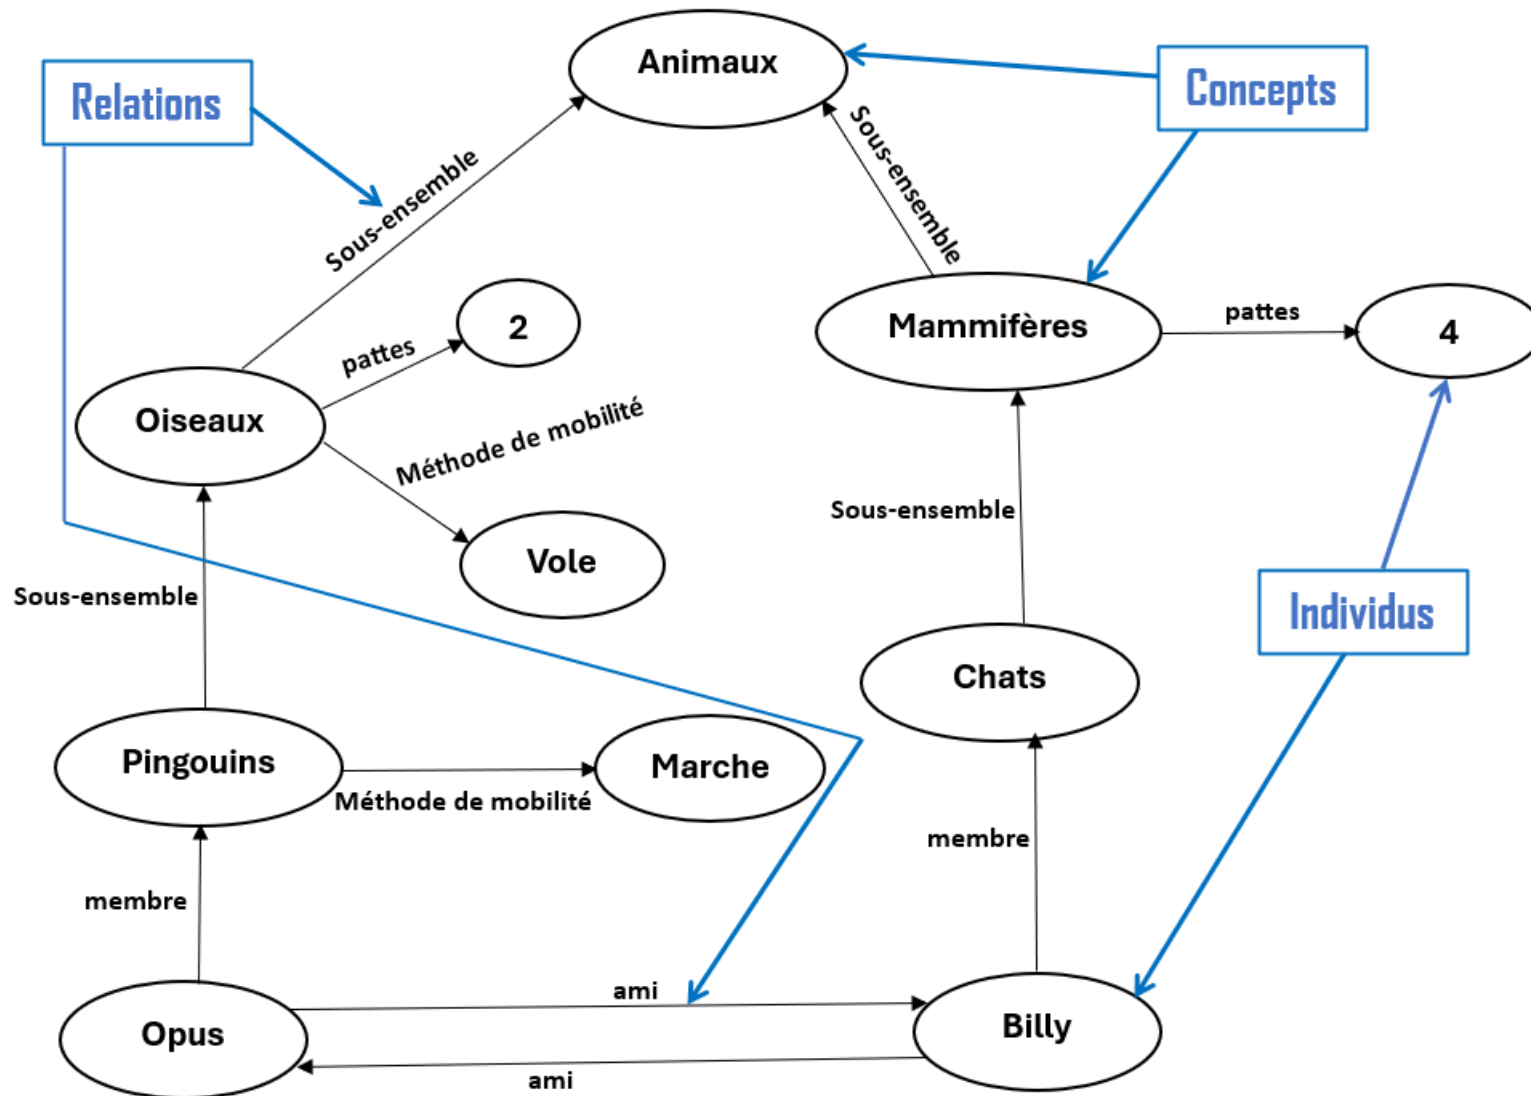 Animaux
Relations
Concepts
Sous-ensemble
Sous-ensemble
2
pattes
Mammifères
pattes
4
Oiseaux
Méthode de mobilité
Sous-ensemble
Vole
Sous-ensemble
Individus
Chats
Pingouins
Marche
Méthode de mobilité
membre
membre
ami
Opus
Billy
ami